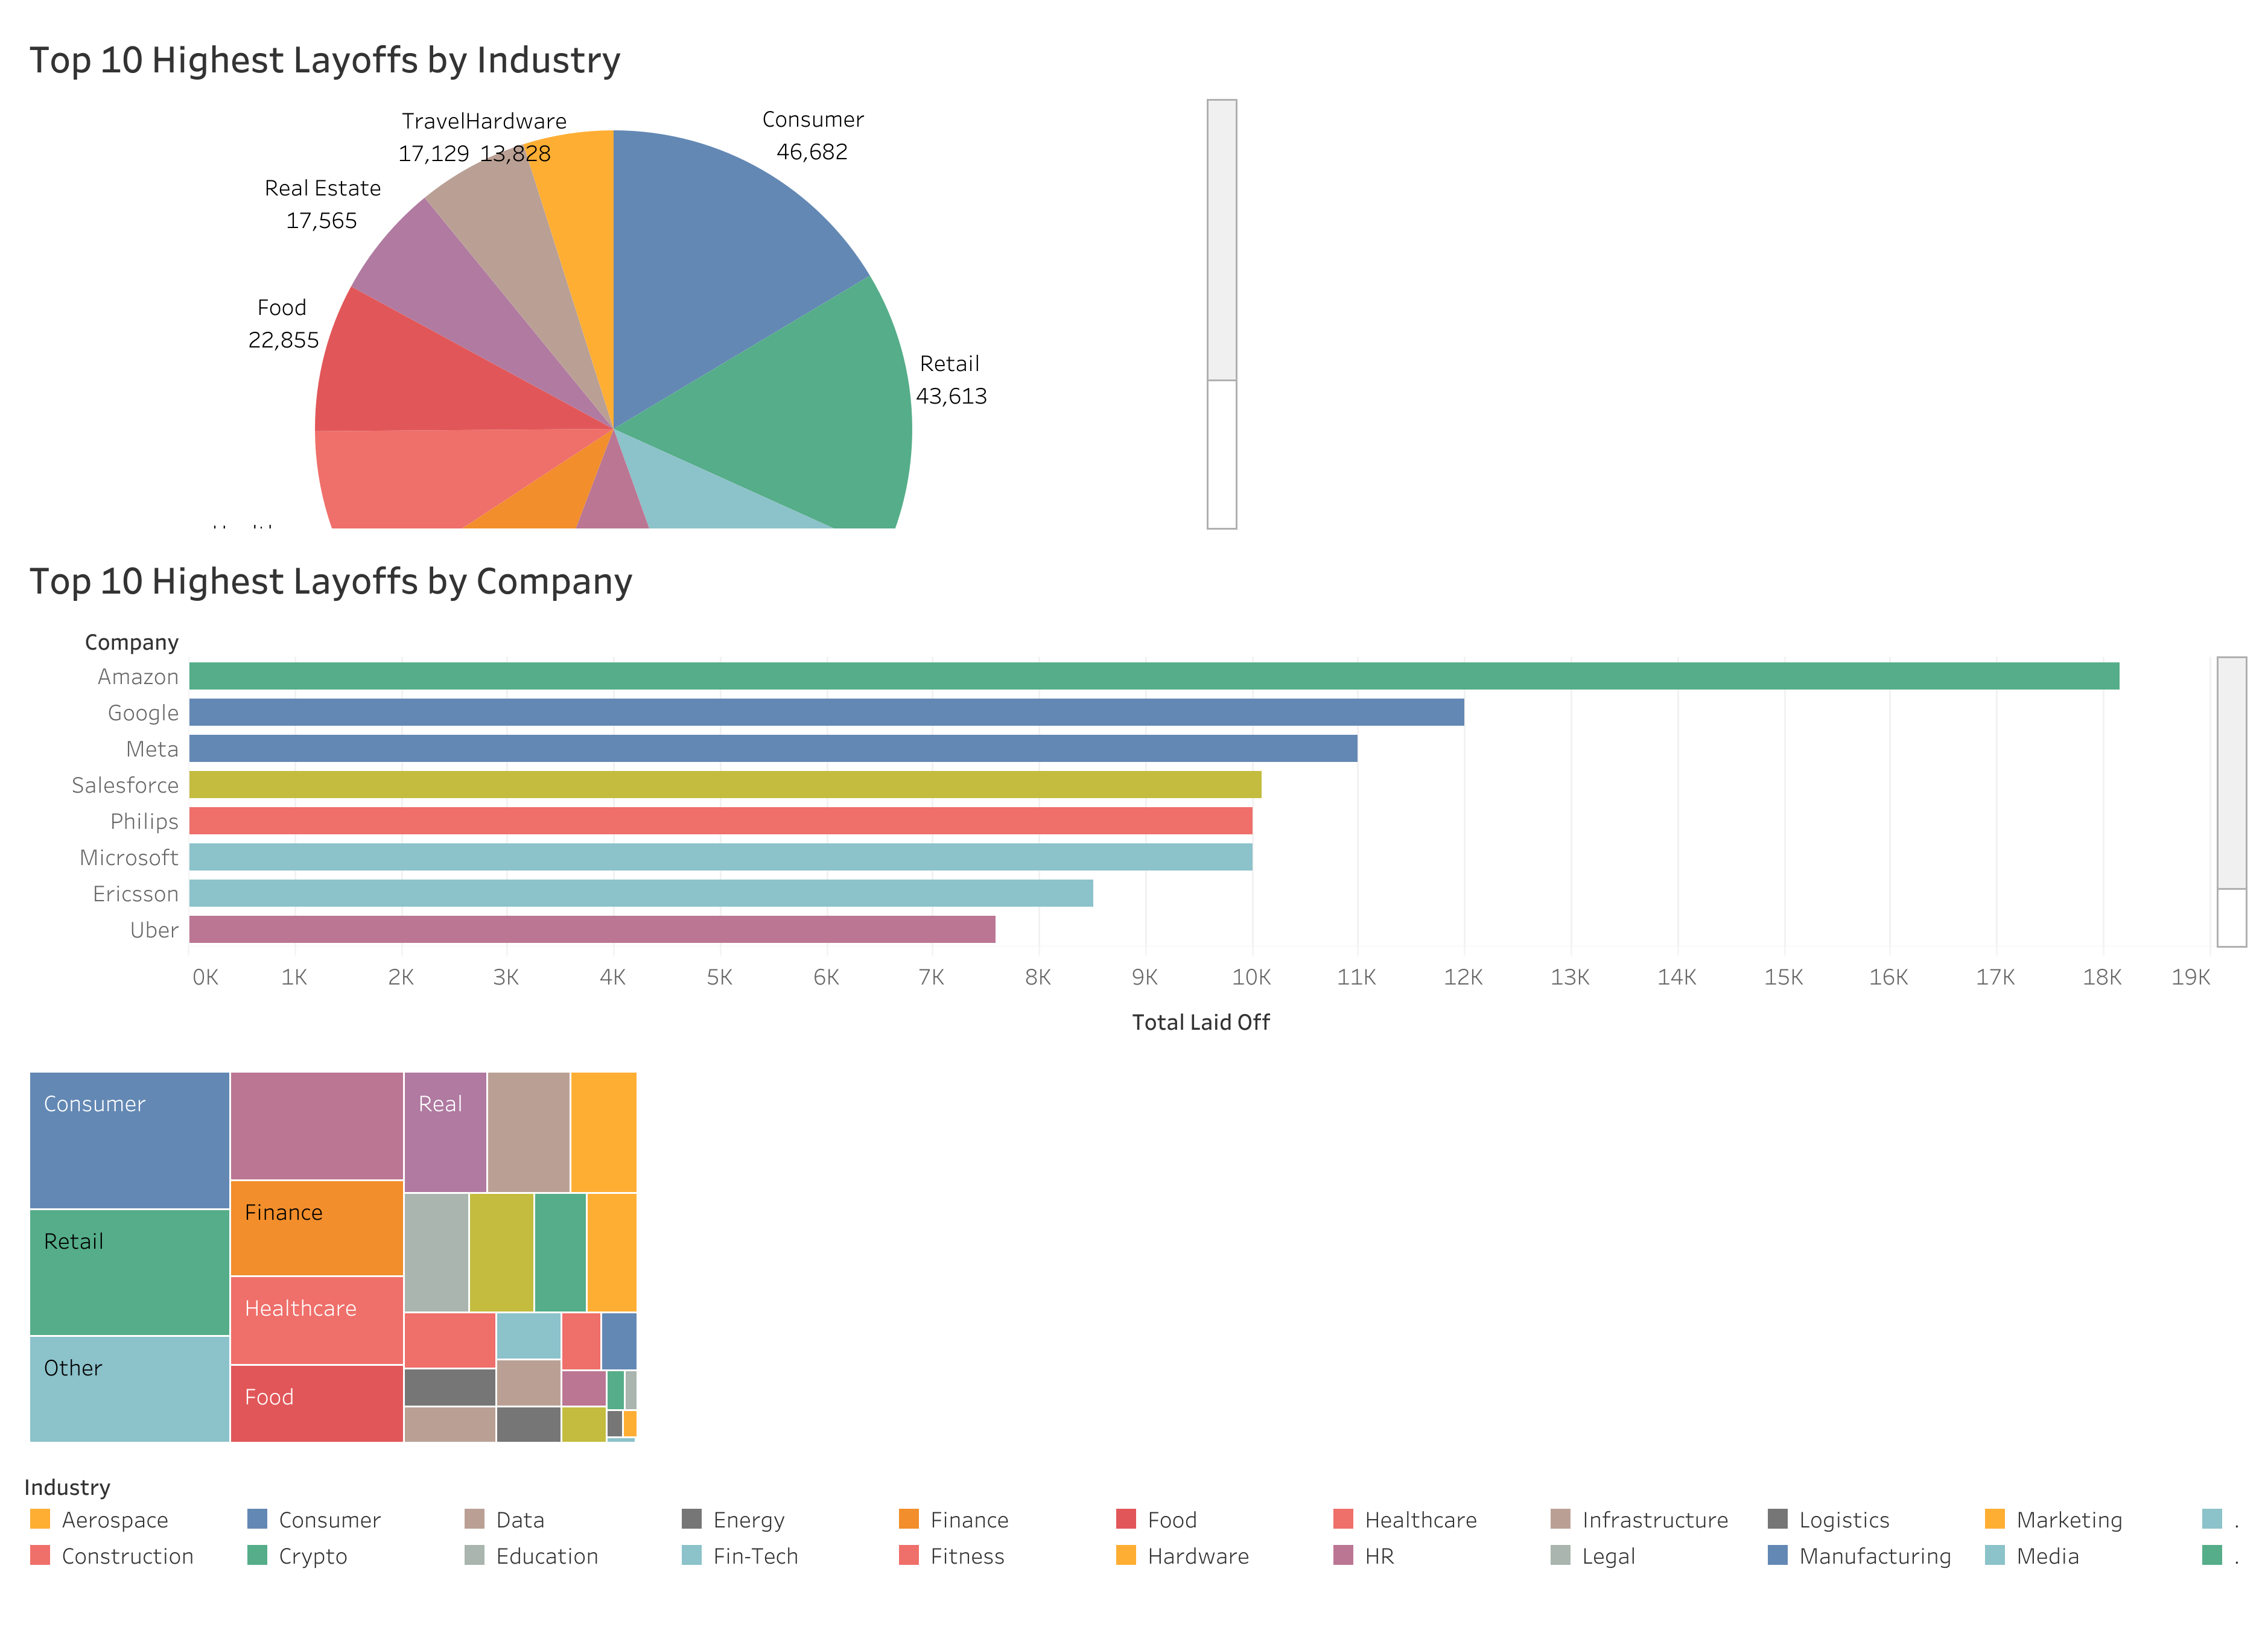 Top 10 Highest Layoffs by Industry
TravelHardware
17,129 13,828
Consumer
46,682
Real Estate
17,565
Food
22,855
Retail
43,613
Top 10 Highest Layoffs by Company
Company
Amazon
Google
Meta
Salesforce
Philips
Microsoft
Ericsson
Uber
0K 1K 2K 3K 4K 5K 6K 7K 8K 9K 10K 11K 12K 13K 14K 15K 16K 17K 18K 19K
Total Laid Off
Consumer
Real
Finance
Retail
Healthcare
Other
Food
Industry
Aerospace Consumer Data Energy Finance Food Healthcare Infrastructure Logistics Marketing .
Construction Crypto Education Fin-Tech Fitness Hardware HR Legal Manufacturing Media .